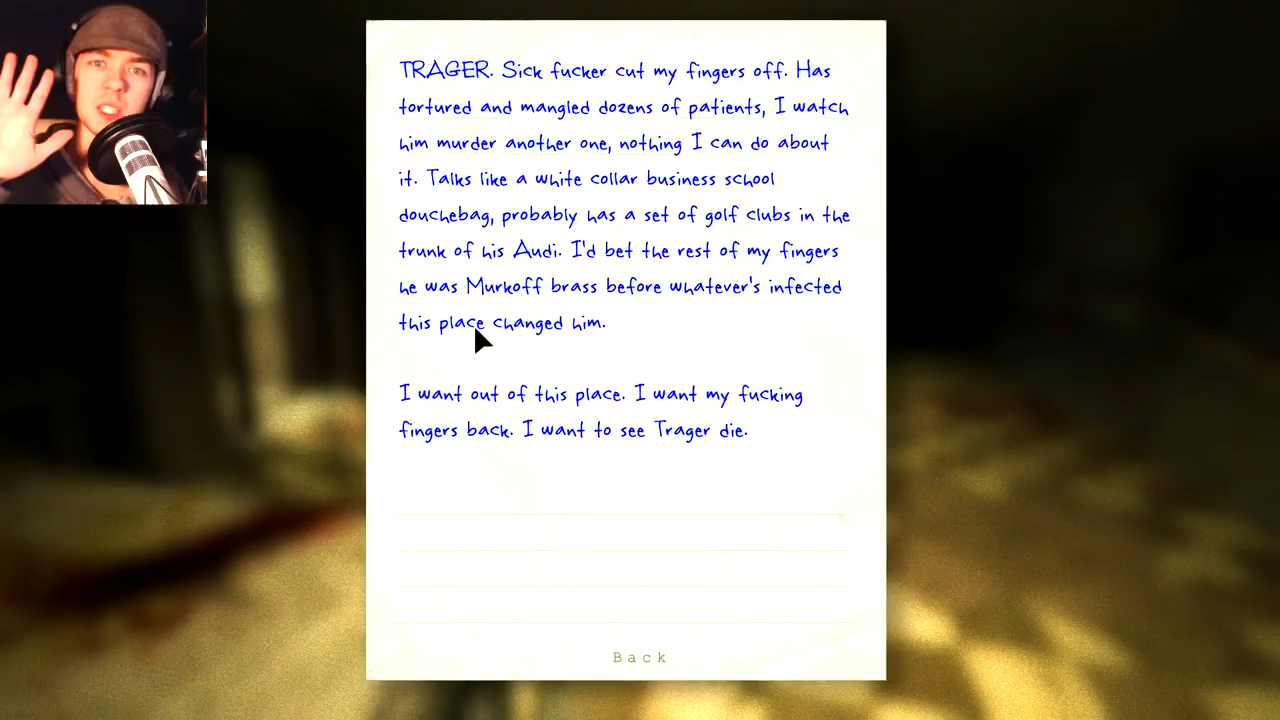 TRAGER. Sick fucker cut my fingers off. Has
tortured and mangled dozens of patients, I watch
him murder another one, nothing I can do about
it. Talks like a white collar business school
douchebag, probably has a set of golf clubs in the
trunk of his Audi. I'd bet the rest of my fingers
he was Murkoff brass before whatever's infected
this place changed him.
I want out of this place. I want my fucking
fingers back. I want to see Trager die.
Back